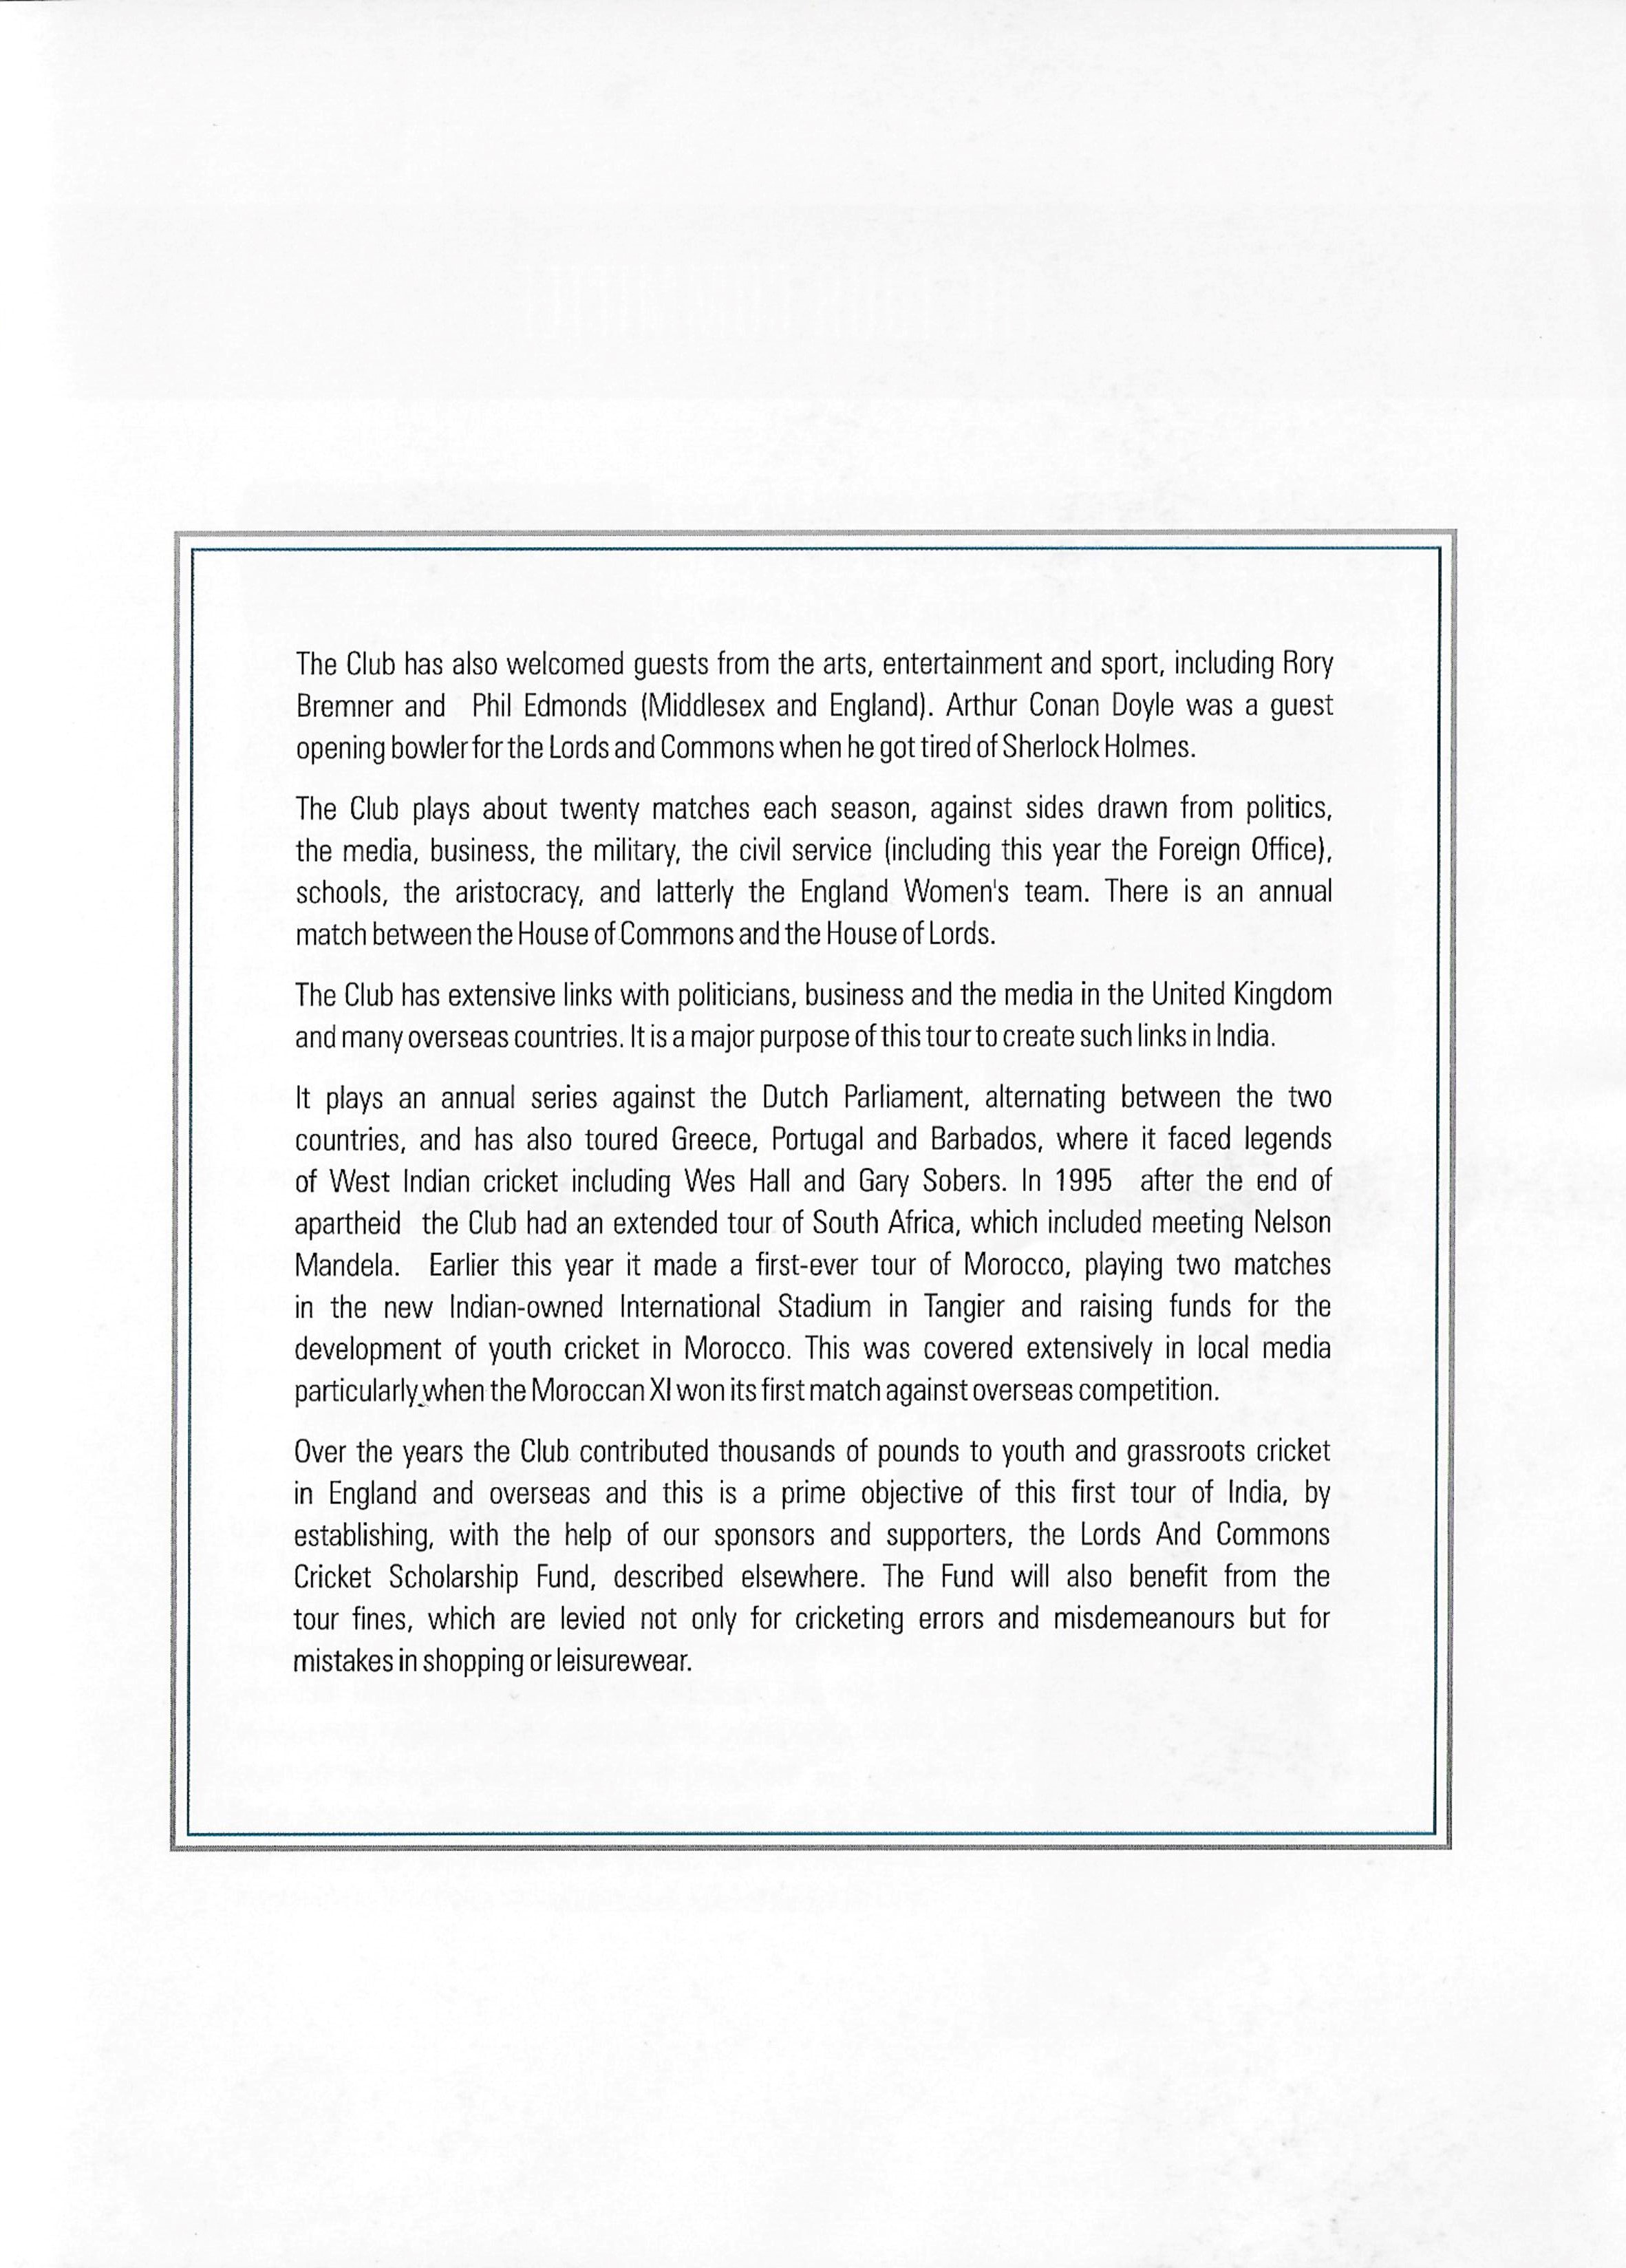 The Club has also welcomed guests from the arts, entertainment and sport, including Rory
Bremner and Phil Edmonds (Middlesex and England). Arthur Conan Doyle was a guest
opening bowler for the Lords and Commons when he got tired of Sherlock Holmes.
The Club plays about twenty matches each season, against sides drawn from politics,
the media, business, the military, the civil service (including this year the Foreign Office),
schools, the aristocracy, and latterly the England Women's team. There is an annual
match between the House of Commons and the House of Lords.
The Club has extensive links with politicians, business and the media in the United Kingdom
and many overseas countries. It is a major purpose of this tour to create such links in India.
It plays an annual series against the Dutch Parliament, alternating between the two
countries, and has also toured Greece, Portugal and Barbados, where it faced legends
of West Indian cricket including Wes Hall and Gary Sobers. In 1995 after the end of
apartheid the Club had an extended tour of South Africa, which included meeting Nelson
Mandela. Earlier this year it made a first-ever tour of Morocco, playing two matches
in the new Indian-owned International Stadium in Tangier and raising funds for the
development of youth cricket in Morocco. This was covered extensively in local media
particularly when the Moroccan XI won its first match against overseas competition.
Over the years the Club contributed thousands of pounds to youth and grassroots cricket
in England and overseas and this is a prime objective of this first tour of India, by
establishing, with the help of our sponsors and supporters, the Lords And Commons
Cricket Scholarship Fund, described elsewhere. The Fund will also benefit from the
tour fines, which are levied not only for cricketing errors and misdemeanours but for
mistakes in shopping or leisurewear.